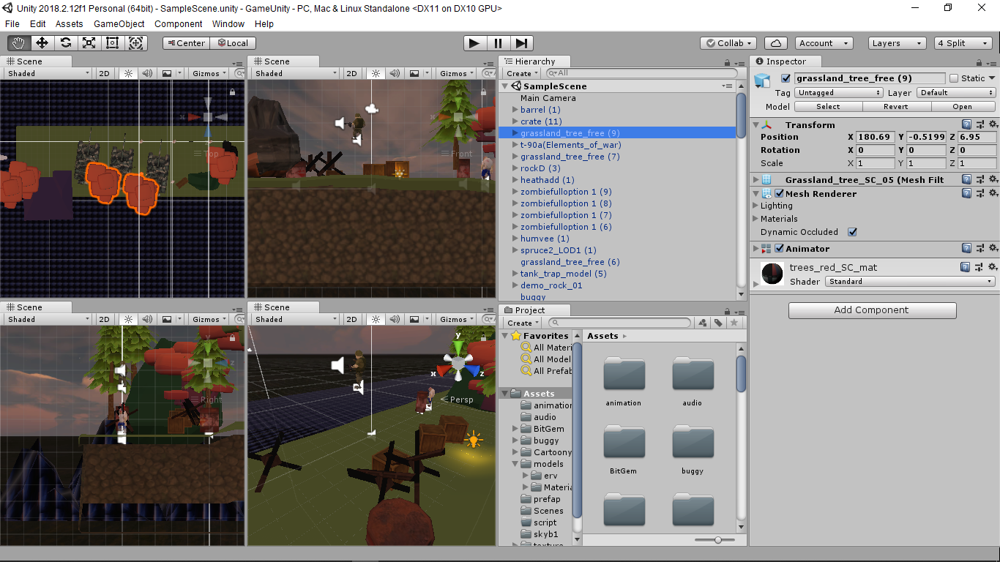 Unity 2018.2.12f1 Personal (64bit) - SampleScene.unity - GameUnity - PC, Mac & Linux Standalone <DX11 on DX10 GPU>
File Edit Assets GameObject Component Window Help
Center Local Collab Account Layers 4 Split
Scene
Shaded 2D Gizmos
Top
Scene
Shaded 2D Gizmos
Front
Scene
Shaded 2D Gizmos
y
z
Right
Scene
Shaded 2D Gizmos
y
x z
Persp
Hierarchy
Create All
SampleScene
Main Camera
barrel (1)
crate (11)
grassland_tree_free (9)
t-90a(Elements_of_war)
grassland_tree_free (7)
rockD (3)
heathadd (1)
zombiefulloption 1 (9)
zombiefulloption 1 (8)
zombiefulloption 1 (7)
zombiefulloption 1 (6)
humvee (1)
spruce2_LOD1 (1)
grassland_tree_free (6)
tank_trap_model (5)
demo_rock_01
buggy
Project
Create
Favorites
All Materi
All Model
All Prefab
Assets
animation
audio
BitGem
buggy
Cartoony
models
erv
Materia
prefap
Scenes
script
skyb1
texture
Assets
animation audio
BitGem buggy
Inspector
grassland_tree_free (9) Static
Tag Untagged Layer Default
Model Select Revert Open
Transform
Position X 180.69 Y -0.5199 Z 6.95
Rotation X 0 Y 0 Z 0
Scale X 1 Y 1 Z 1
Grassland_tree_SC_05 (Mesh Filt
Mesh Renderer
Lighting
Materials
Dynamic Occluded
Animator
trees_red_SC_mat
Shader Standard
Add Component